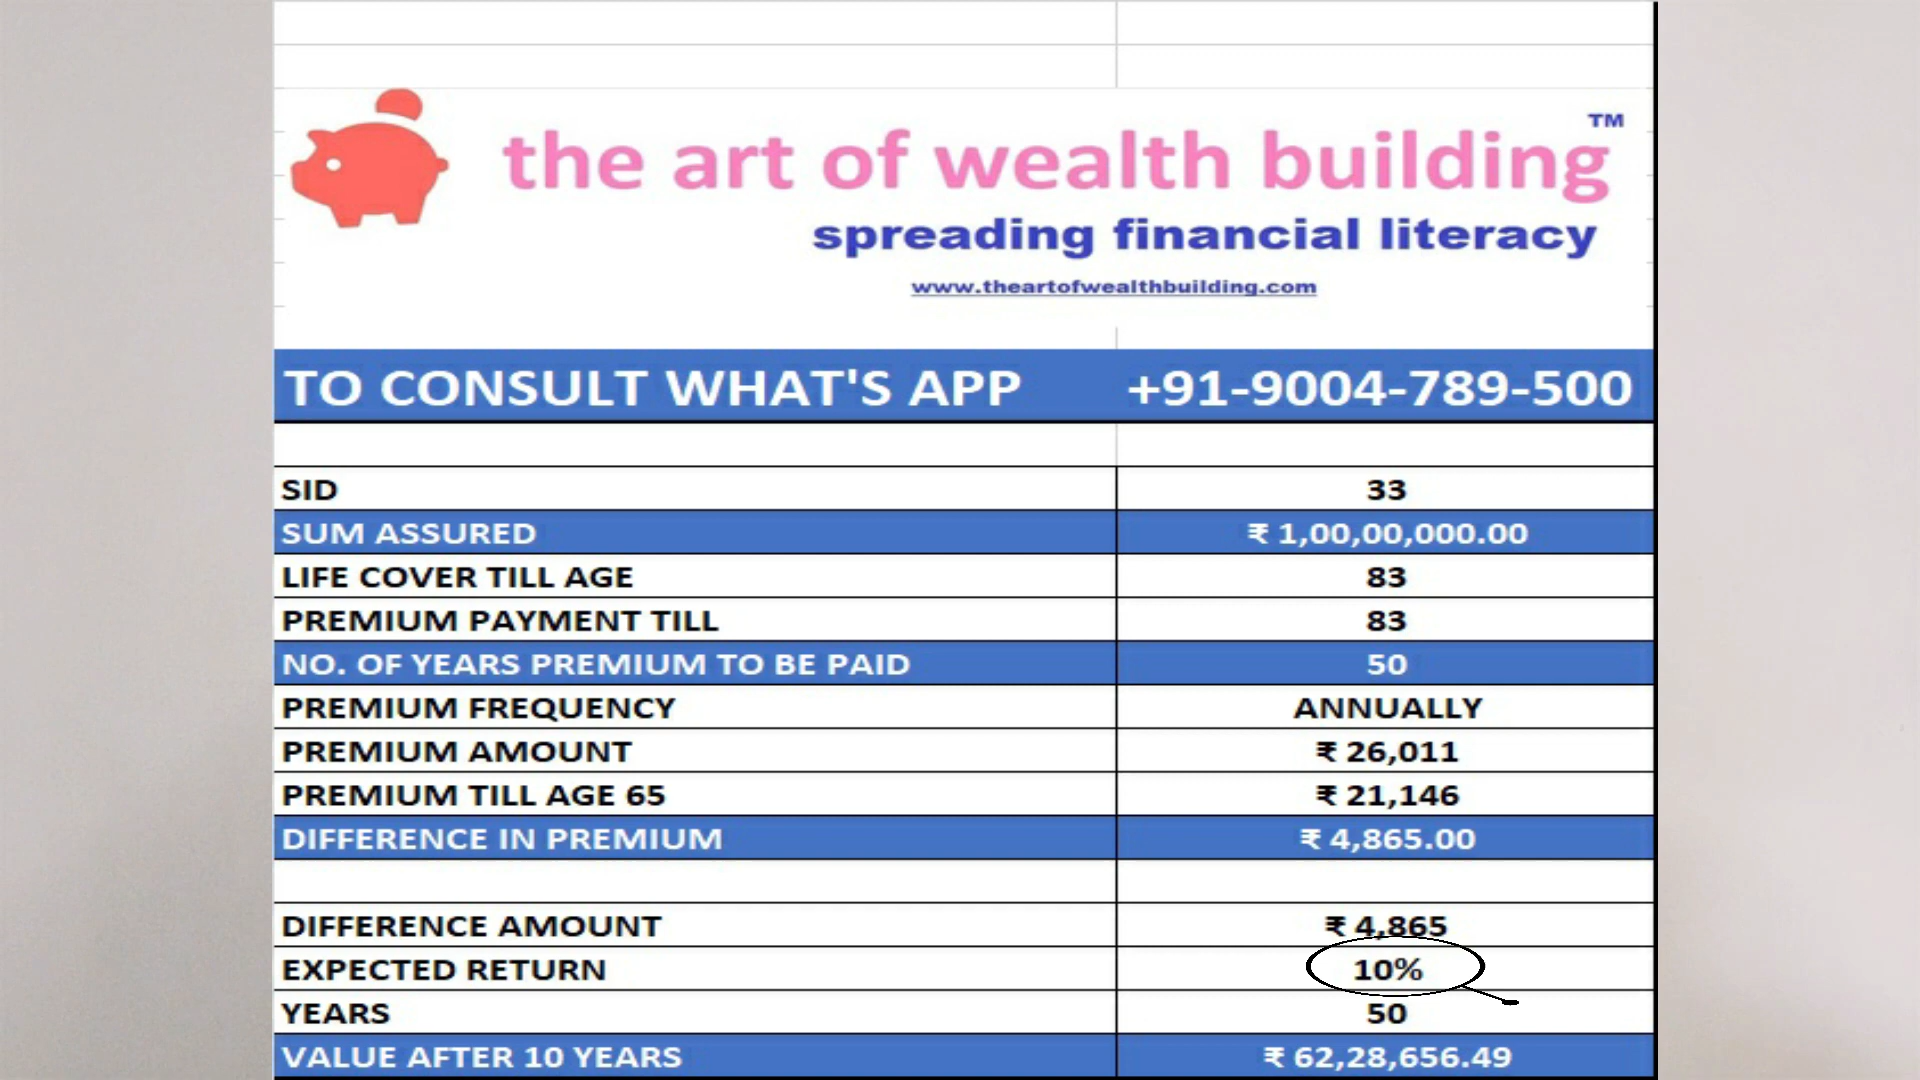 the art of wealth building TM
spreading financial literacy
www.theartofwealthbuilding.com
TO CONSULT WHAT'S APP +91-9004-789-500
SID 33
SUM ASSURED ₹ 1,00,00,000.00
LIFE COVER TILL AGE 83
PREMIUM PAYMENT TILL 83
NO. OF YEARS PREMIUM TO BE PAID 50
PREMIUM FREQUENCY ANNUALLY
PREMIUM AMOUNT ₹ 26,011
PREMIUM TILL AGE 65 ₹ 21,146
DIFFERENCE IN PREMIUM ₹ 4,865.00
DIFFERENCE AMOUNT ₹ 4,865
EXPECTED RETURN 10%
YEARS 50
VALUE AFTER 10 YEARS ₹ 62,28,656.49